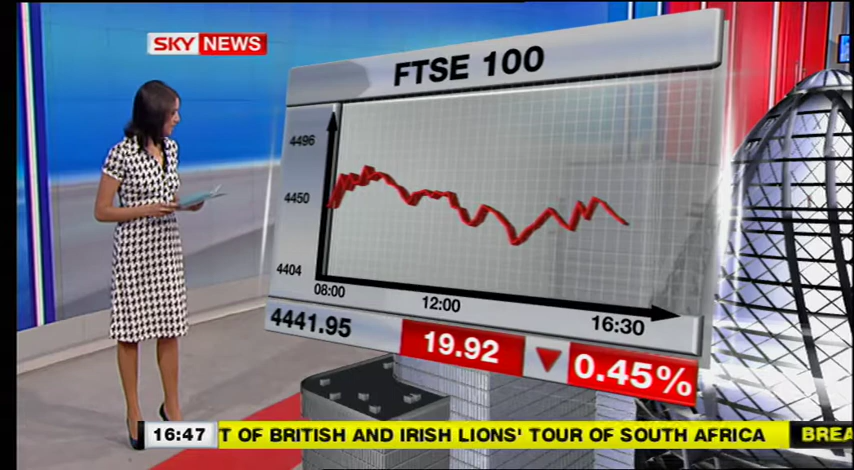 SKY NEWS
FTSE 100
4496
4450
4404
08:00
12:00
16:30
4441.95
19.92
0.45%
16:47
T OF BRITISH AND IRISH LIONS' TOUR OF SOUTH AFRICA
BREA